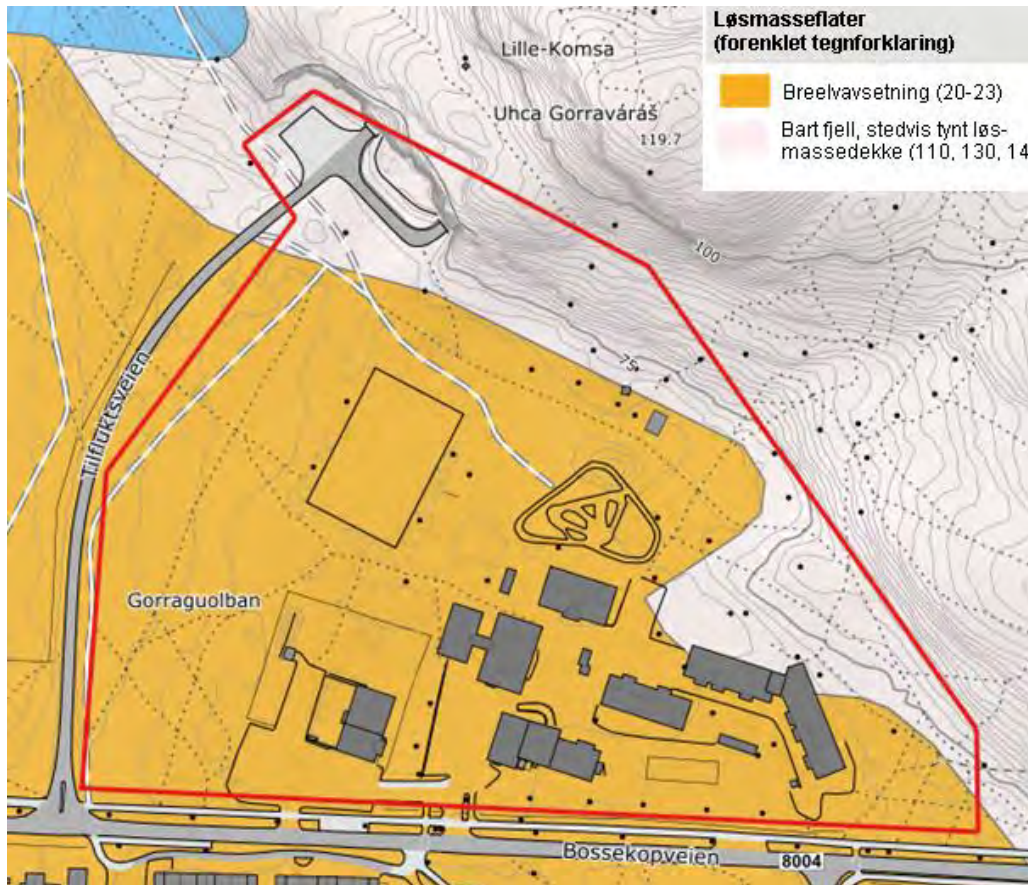 Løsmasseflater
(forenklet tegnforklaring)
Breelvavsetning (20-23)
Bart fjell, stedvis tynt løs-
massedekke (110, 130, 14
Lille-Komsa
Uhca Gorraváráš
119.7
100
75
Tilfluktsveien
Gorraguolban
Bossekopveien
8004